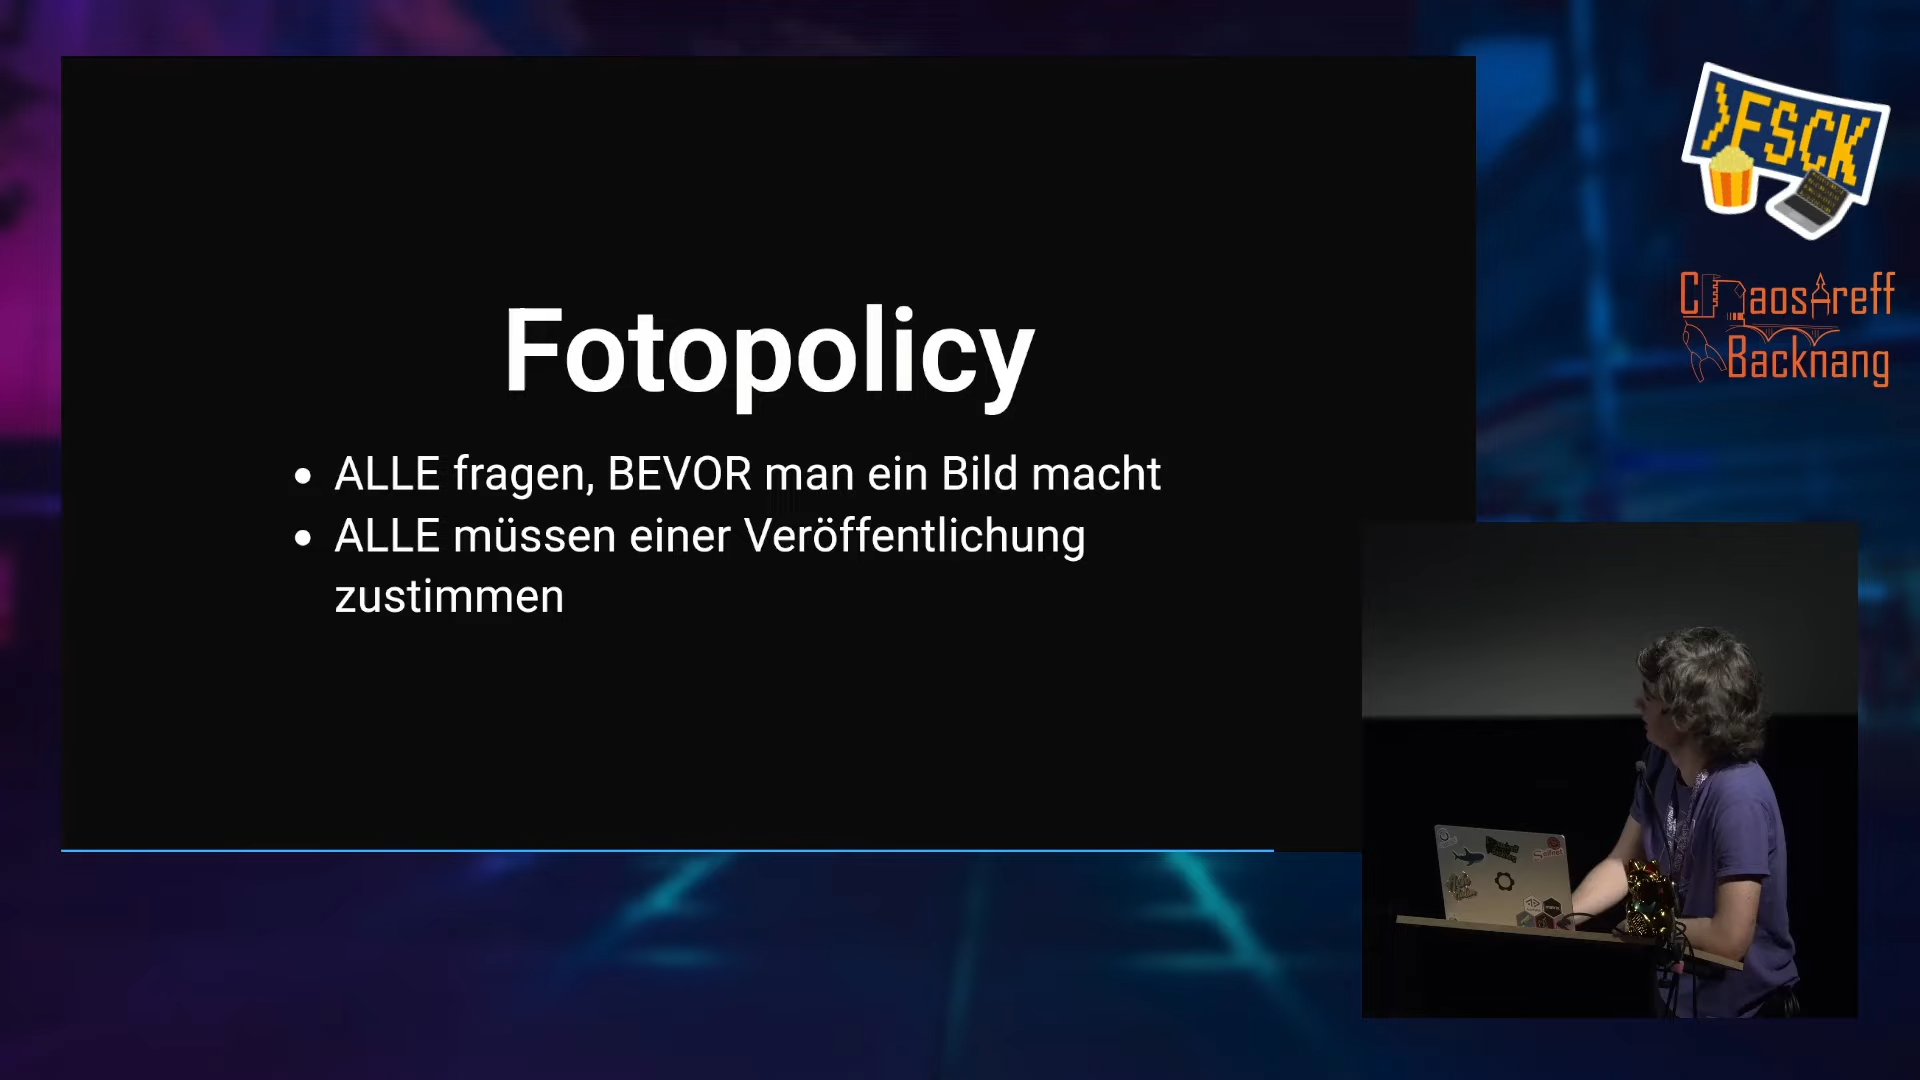 Fotopolicy
• ALLE fragen, BEVOR man ein Bild macht
• ALLE müssen einer Veröffentlichung
zustimmen
>FSCK
Chaostreff
Backnang